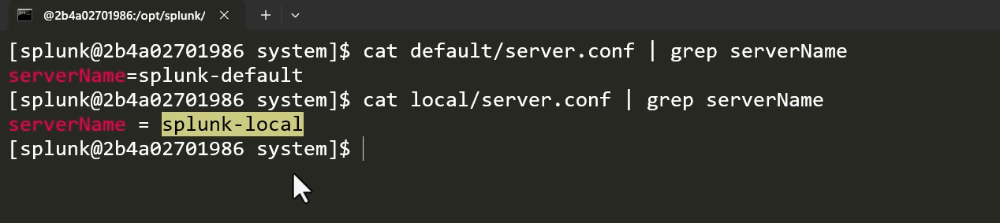 @2b4a02701986:/opt/splunk/
[splunk@2b4a02701986 system]$ cat default/server.conf | grep serverName
serverName=splunk-default
[splunk@2b4a02701986 system]$ cat local/server.conf | grep serverName
serverName = splunk-local
[splunk@2b4a02701986 system]$